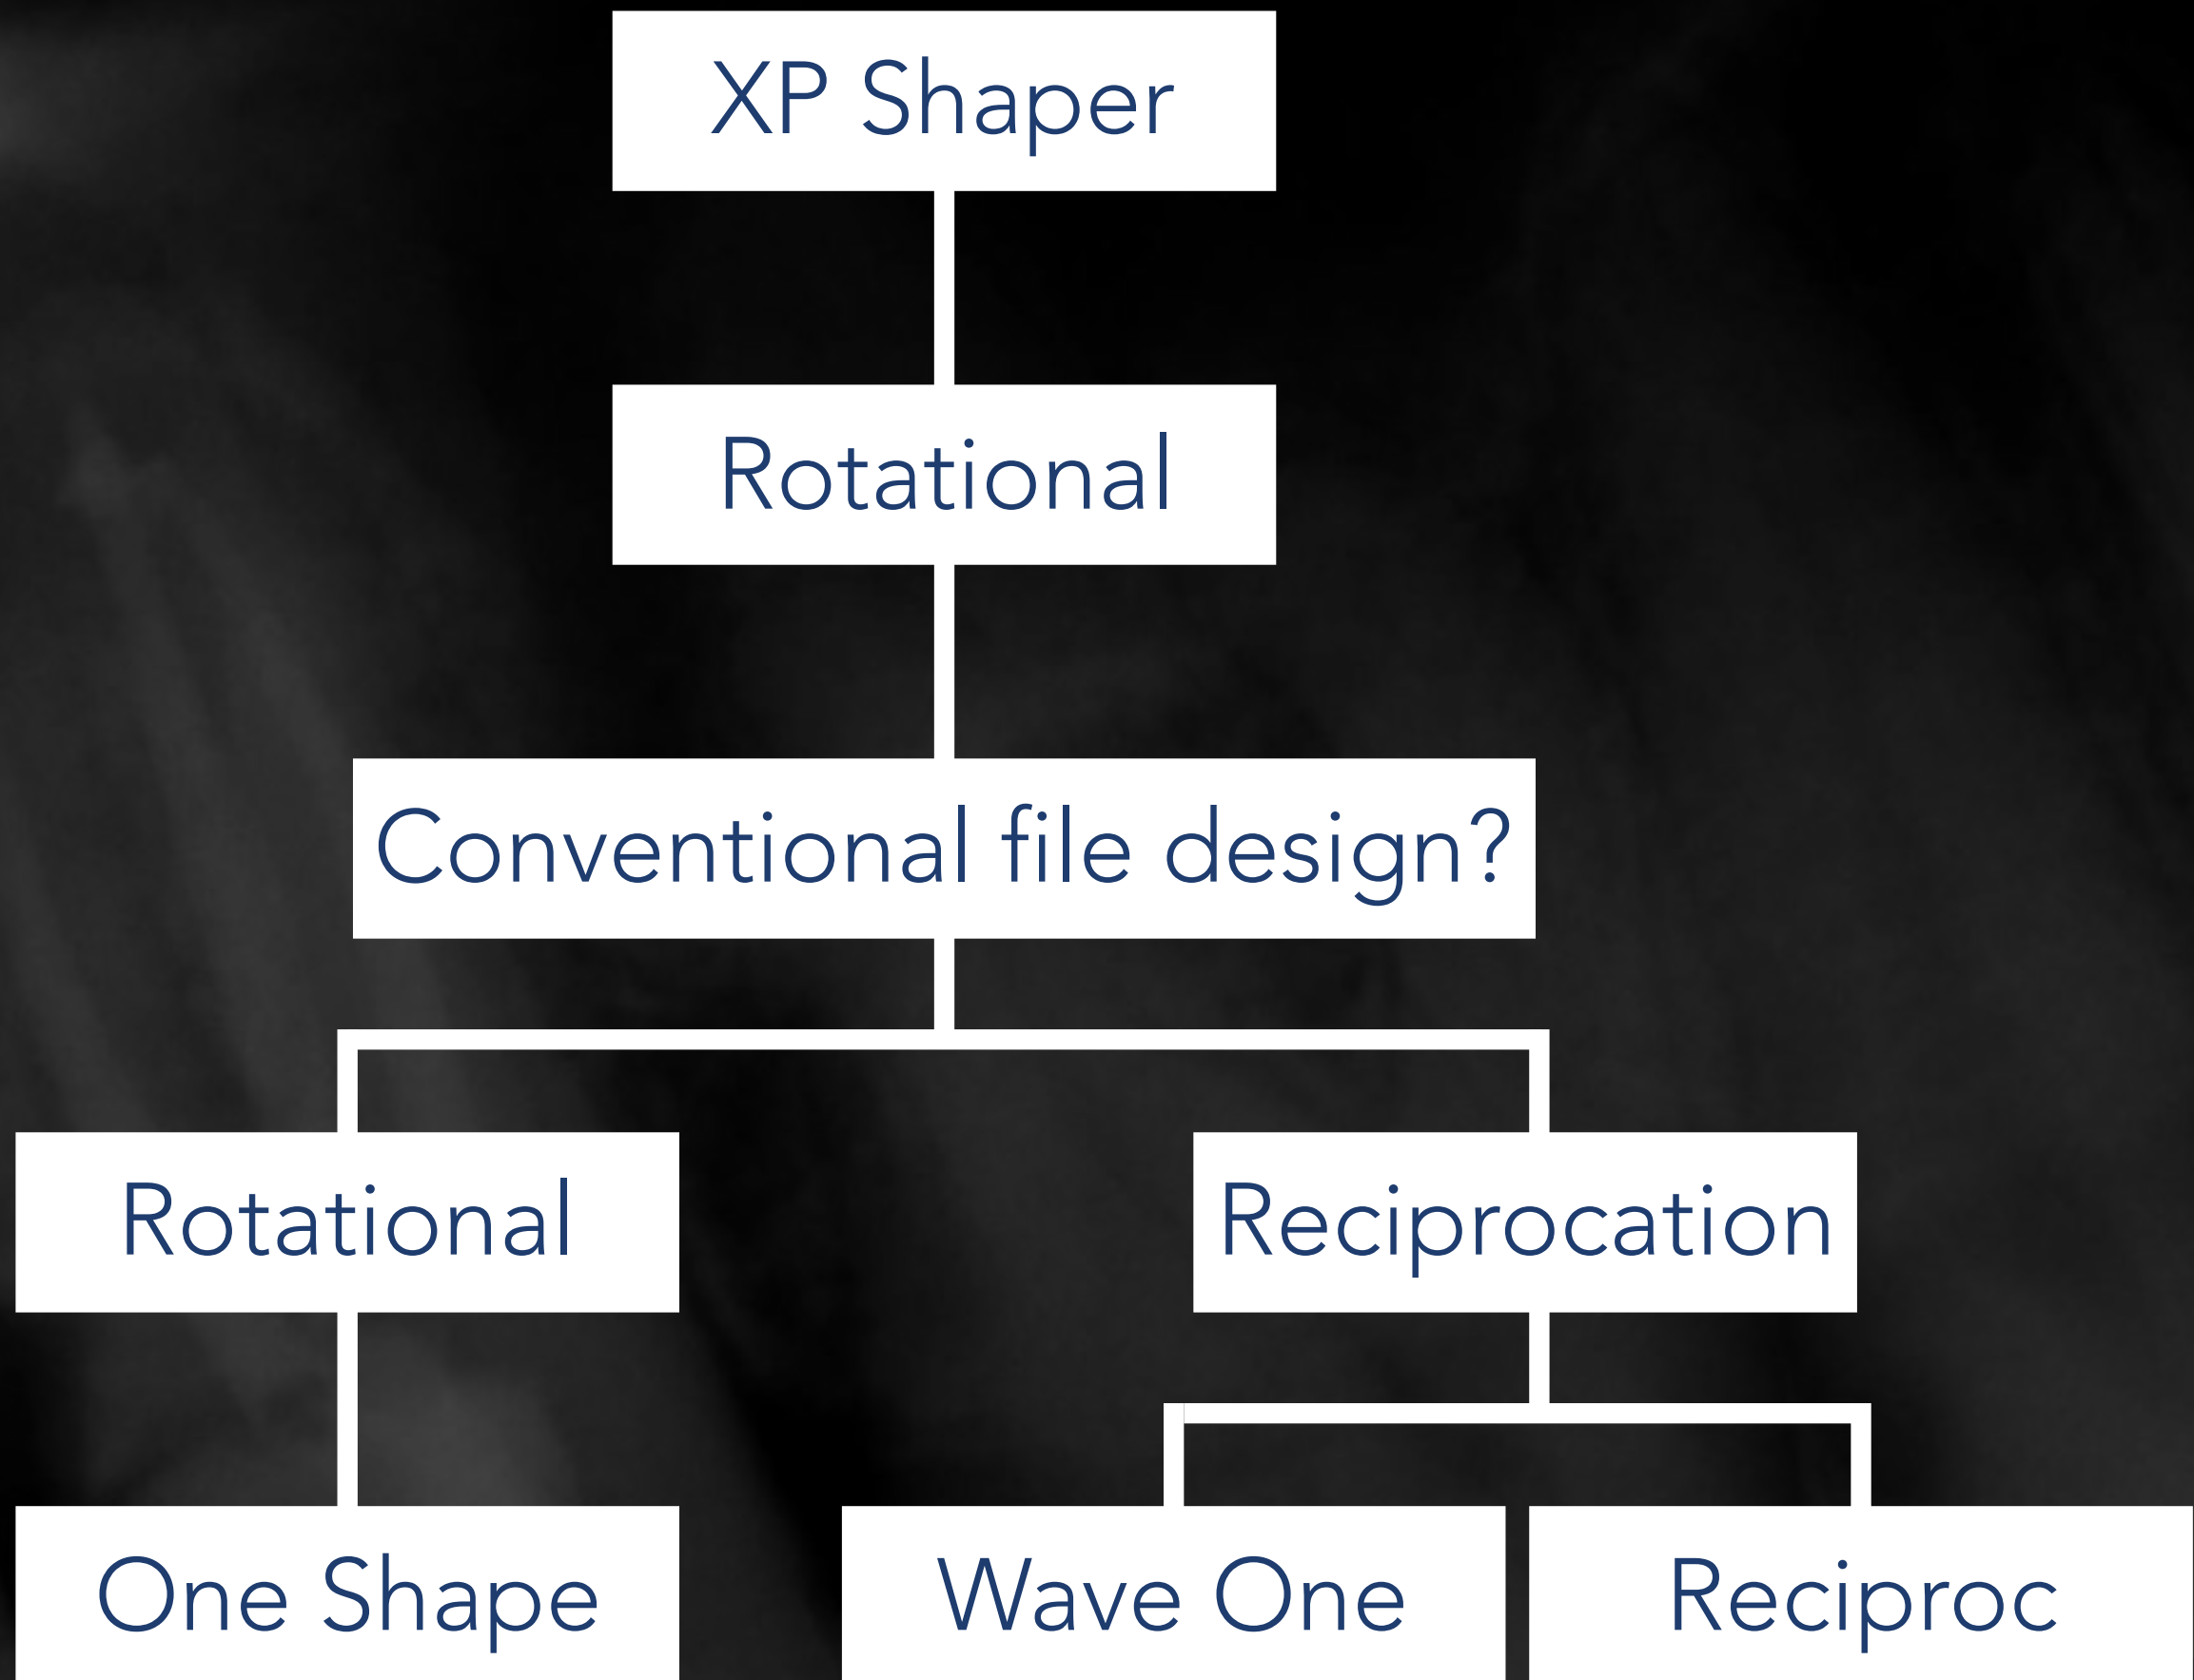 XP Shaper
Rotational
Conventional file design?
Rotational
Reciprocation
One Shape
Wave One
Reciproc